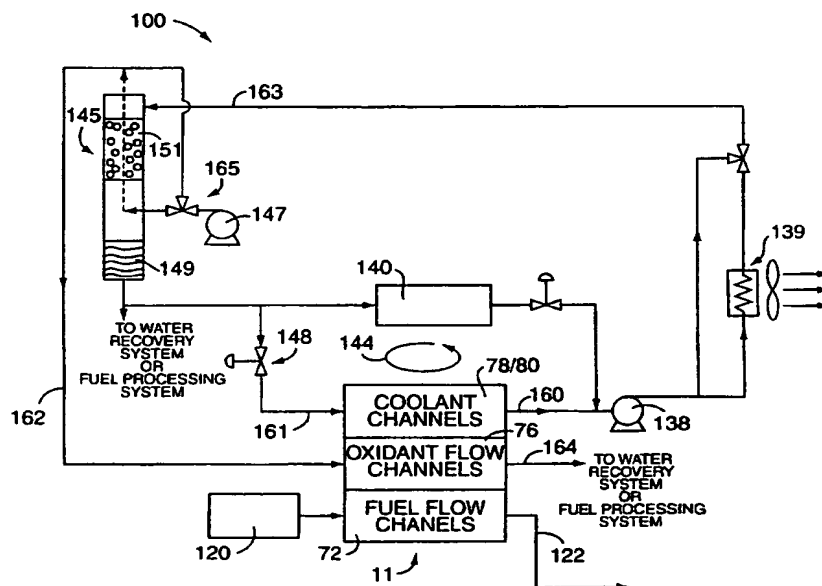 100
163
145
151
165
147
139
149
140
TO WATER
RECOVERY
SYSTEM
OR
FUEL PROCESSING
SYSTEM
148
144
78/80
162
161
COOLANT
CHANNELS
160
138
76
OXIDANT FLOW
CHANNELS
164
TO WATER
RECOVERY
SYSTEM
OR
FUEL PROCESSING
SYSTEM
FUEL FLOW
CHANELS
120
72
122
11